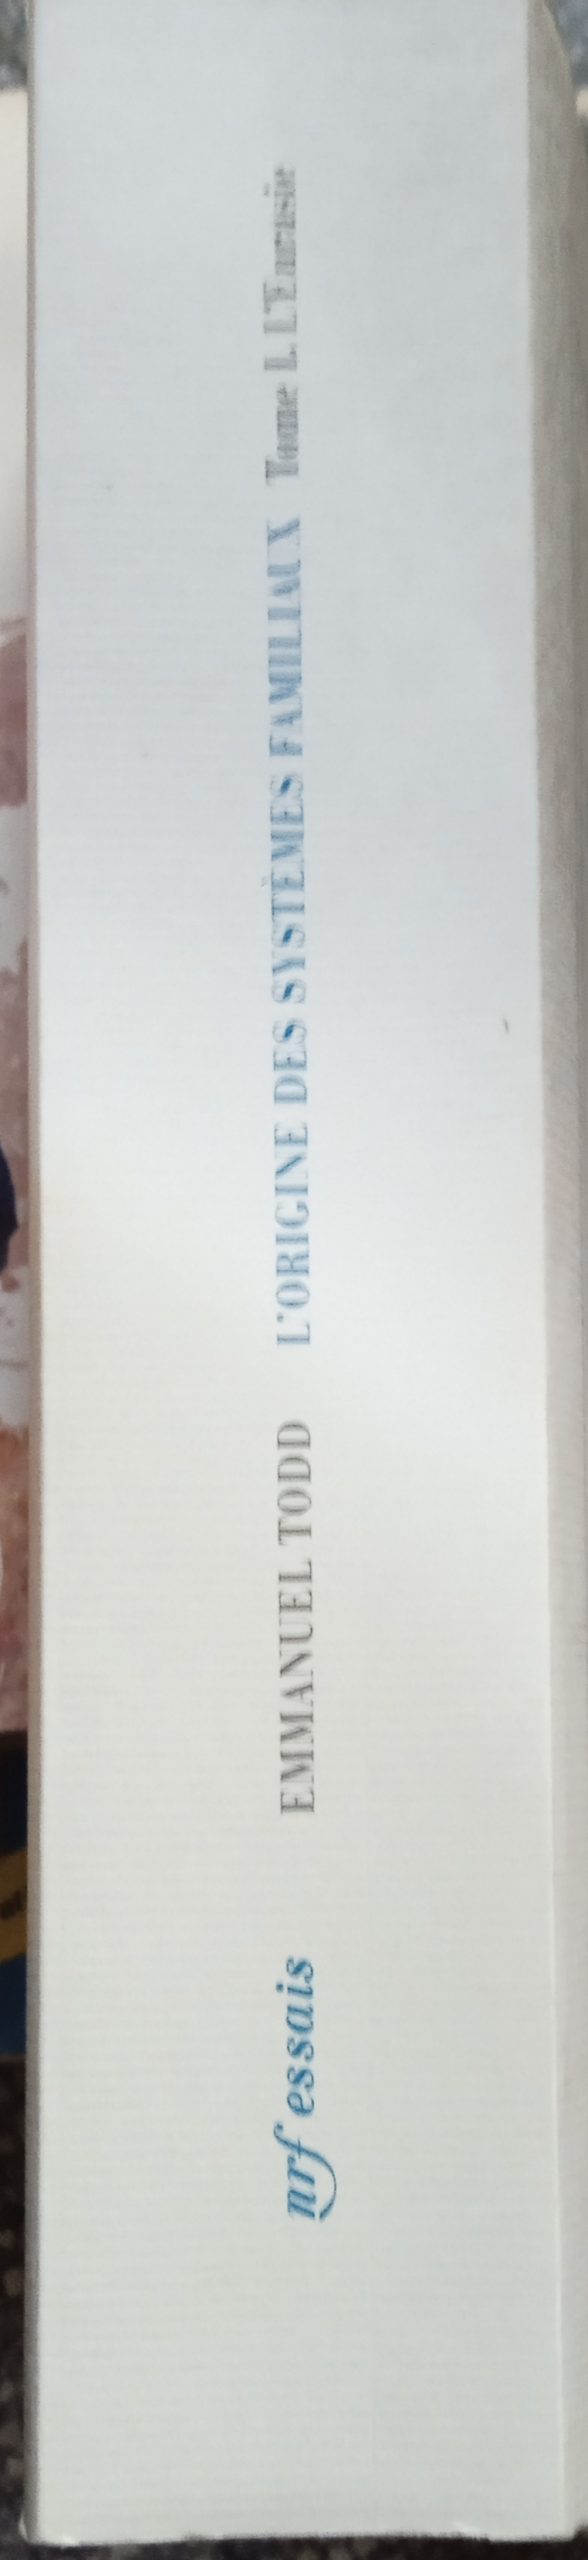 nrf essais EMMANUEL TODD L'ORIGINE DES SYSTÈMES FAMILIAUX Tome I. L'Eurasie